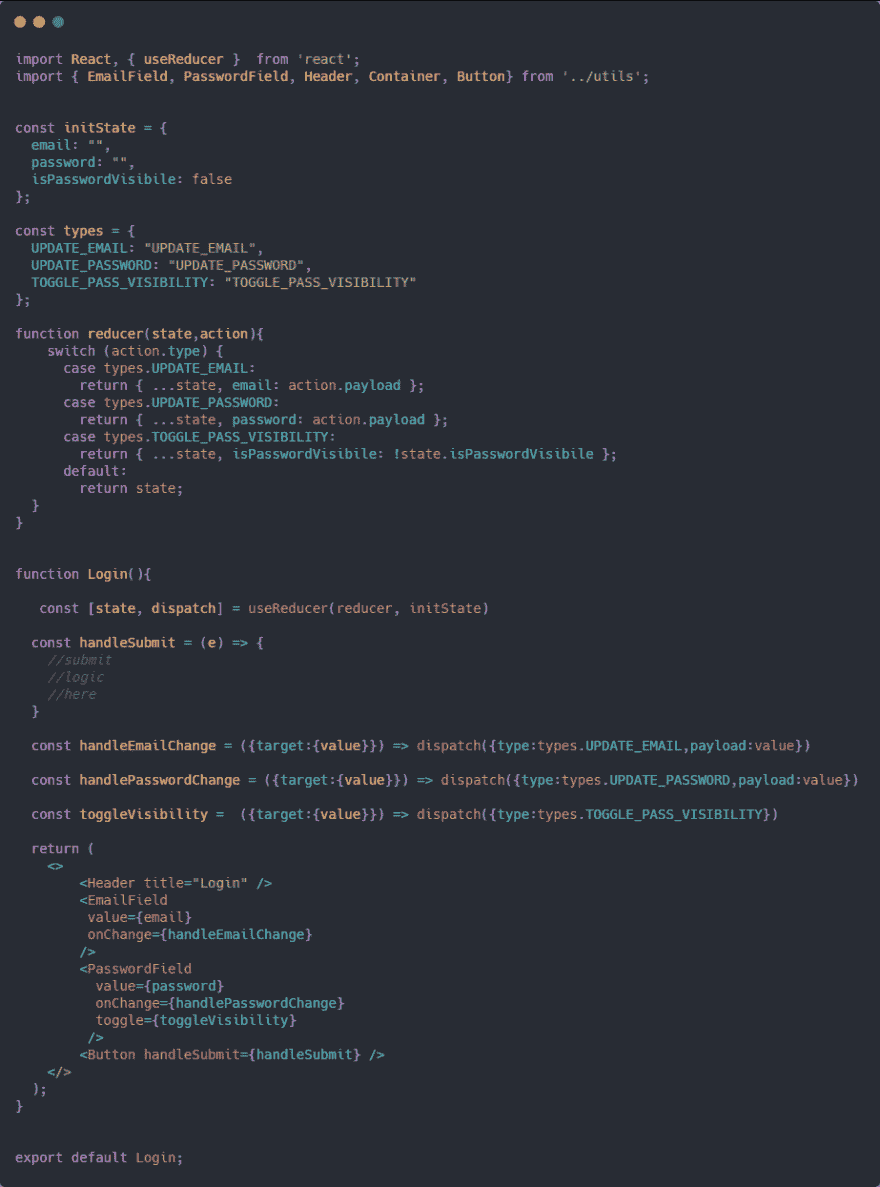 import React, { useReducer }  from 'react';
import { EmailField, PasswordField, Header, Container, Button} from '../utils';
const initState = {
  email: "",
  password: "",
  isPasswordVisibile: false
};
const types = {
  UPDATE_EMAIL: "UPDATE_EMAIL",
  UPDATE_PASSWORD: "UPDATE_PASSWORD",
  TOGGLE_PASS_VISIBILITY: "TOGGLE_PASS_VISIBILITY"
};
function reducer(state,action){
    switch (action.type) {
      case types.UPDATE_EMAIL:
        return { ...state, email: action.payload };
      case types.UPDATE_PASSWORD:
        return { ...state, password: action.payload };
      case types.TOGGLE_PASS_VISIBILITY:
        return { ...state, isPasswordVisibile: !state.isPasswordVisibile };
      default:
        return state;
  }
}
function Login(){
   const [state, dispatch] = useReducer(reducer, initState)
  const handleSubmit = (e) => {
    //submit
    //logic
    //here
  }
  const handleEmailChange = ({target:{value}}) => dispatch({type:types.UPDATE_EMAIL,payload:value})
  const handlePasswordChange = ({target:{value}}) => dispatch({type:types.UPDATE_PASSWORD,payload:value})
  const toggleVisibility =  ({target:{value}}) => dispatch({type:types.TOGGLE_PASS_VISIBILITY})
  return (
    <>
        <Header title="Login" />
        <EmailField
         value={email}
         onChange={handleEmailChange}
        />
        <PasswordField
          value={password}
          onChange={handlePasswordChange}
          toggle={toggleVisibility}
         />
        <Button handleSubmit={handleSubmit} />
    </>
  );
}
export default Login;